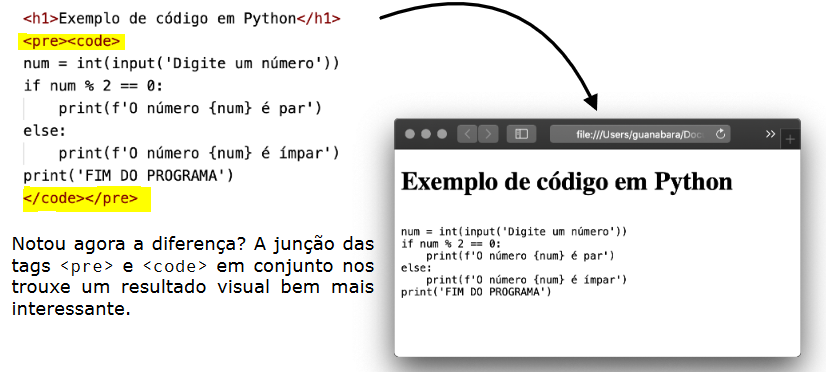 <h1>Exemplo de código em Python</h1>
<pre><code>
num = int(input('Digite um número'))
if num % 2 == 0:
    print(f'O número {num} é par')
else:
    print(f'O número {num} é ímpar')
print('FIM DO PROGRAMA')
</code></pre>
Notou agora a diferença? A junção das
tags <pre> e <code> em conjunto nos
trouxe um resultado visual bem mais
interessante.
file:///Users/guanabara/Doc
Exemplo de código em Python
num = int(input('Digite um número'))
if num % 2 == 0:
    print(f'O número {num} é par')
else:
    print(f'O número {num} é ímpar')
print('FIM DO PROGRAMA')